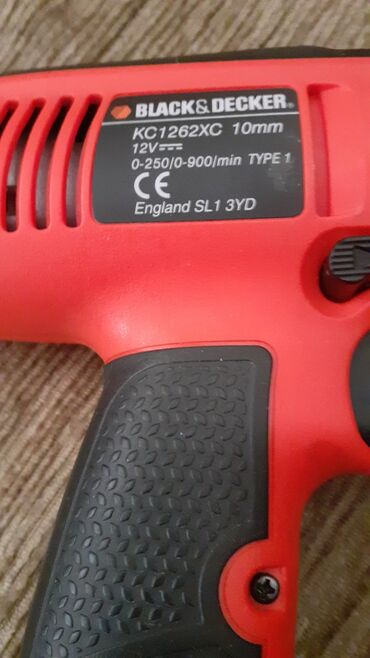 BLACK&DECKER®
KC1262XC 10mm
12V⎓
0-250/0-900/min TYPE 1
CE
England SL1 3YD